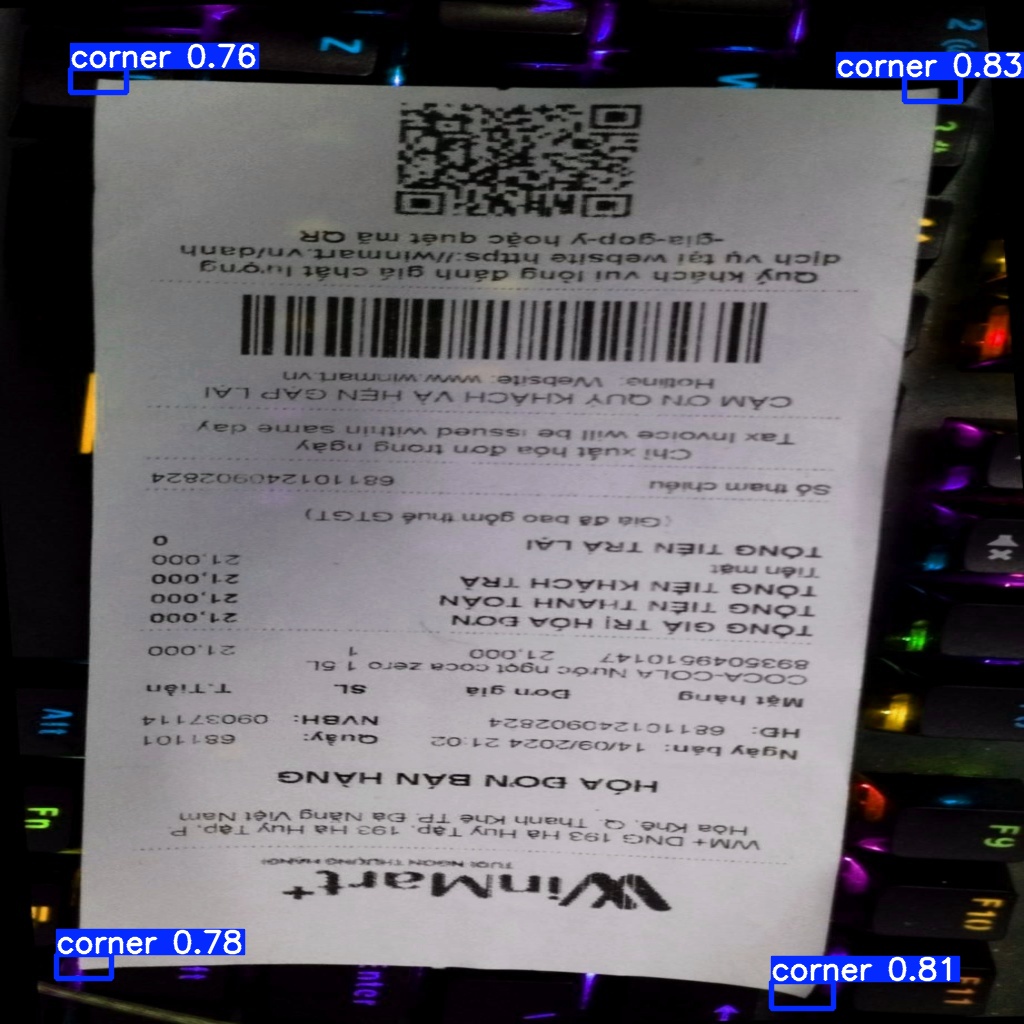 corner 0.76
corner 0.83
WinMart+
TƯƠI NGON THƯỢNG HẠNG
WM+ DNG 193 Hà Huy Tập, 193 Hà Huy Tập, P.
Hòa Khê, Q. Thanh Khê TP. Đà Nẵng Việt Nam
HÓA ĐƠN BÁN HÀNG
Ngày bán: 14/09/2024 21:02 Quầy: 681101
HĐ: 681101240902824 NVBH: 09037114
Mặt hàng Đơn giá SL T.Tiền
COCA-COLA Nước ngọt coca zero 1.5L
8935049510147 21,000 1 21,000
TỔNG GIÁ TRỊ HÓA ĐƠN 21,000
TỔNG TIỀN THANH TOÁN 21,000
TỔNG TIỀN KHÁCH TRẢ 21,000
Tiền mặt 21,000
TỔNG TIỀN TRẢ LẠI 0
(Giá đã bao gồm thuế GTGT)
Số tham chiếu 681101240902824
Chỉ xuất hóa đơn trong ngày
Tax Invoice will be issued within same day
CẢM ƠN QUÝ KHÁCH VÀ HẸN GẶP LẠI
Hotline: Website: www.winmart.vn
Quý khách vui lòng đánh giá chất lượng
dịch vụ tại website https://winmart.vn/danh
-gia-gop-y hoặc quét mã QR
Z
Alt
Fn
F9
F10
F11
Enter
corner 0.78
corner 0.81